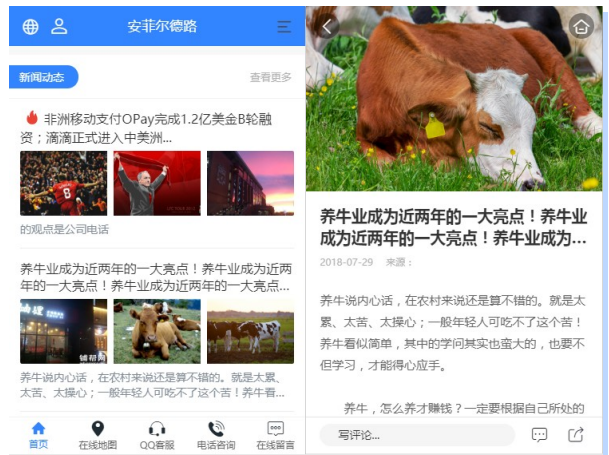 安菲尔德路
新闻动态
查看更多
非洲移动支付OPay完成1.2亿美金B轮融
资；滴滴正式进入中美洲...
8
的观点是公司电话
养牛业成为近两年的一大亮点！养牛业成为近两
年的一大亮点！养牛业成为近两年的一大亮点...
铺帮网
养牛说内心话，在农村来说还是算不错的。就是太累、
太苦、太操心；一般年轻人可吃不了这个苦！养牛看...
首页
在线地图
QQ客服
电话咨询
在线留言
养牛业成为近两年的一大亮点！养牛业
成为近两年的一大亮点！养牛业成为...
2018-07-29 来源：
养牛说内心话，在农村来说还是算不错的。就是太
累、太苦、太操心；一般年轻人可吃不了这个苦！
养牛看似简单，其中的学问其实也蛮大的，也要不
但学习，才能得心应手。
养牛，怎么养才赚钱？一定要根据自己所处的
写评论...